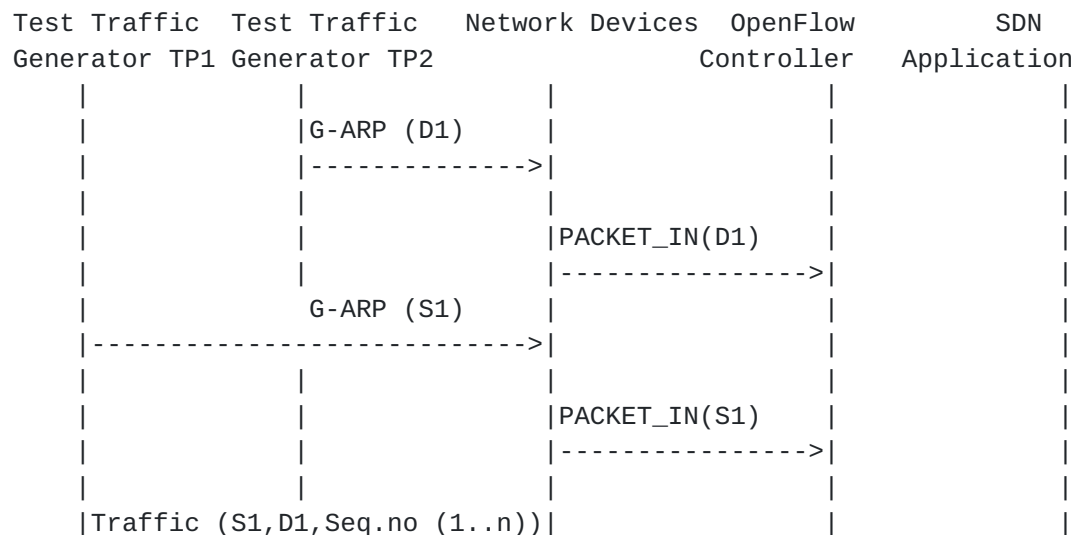 Test Traffic  Test Traffic   Network Devices  OpenFlow         SDN
Generator TP1 Generator TP2                 Controller   Application
    |             |               |                 |              |
    |             |G-ARP (D1)     |                 |              |
    |             |-------------->|                 |              |
    |             |               |                 |              |
    |             |               |PACKET_IN(D1)    |              |
    |             |               |---------------->|              |
    |              G-ARP (S1)     |                 |              |
    |---------------------------->|                 |              |
    |             |               |                 |              |
    |             |               |PACKET_IN(S1)    |              |
    |             |               |---------------->|              |
    |             |               |                 |              |
    |Traffic (S1,D1,Seq.no (1..n))|                 |              |